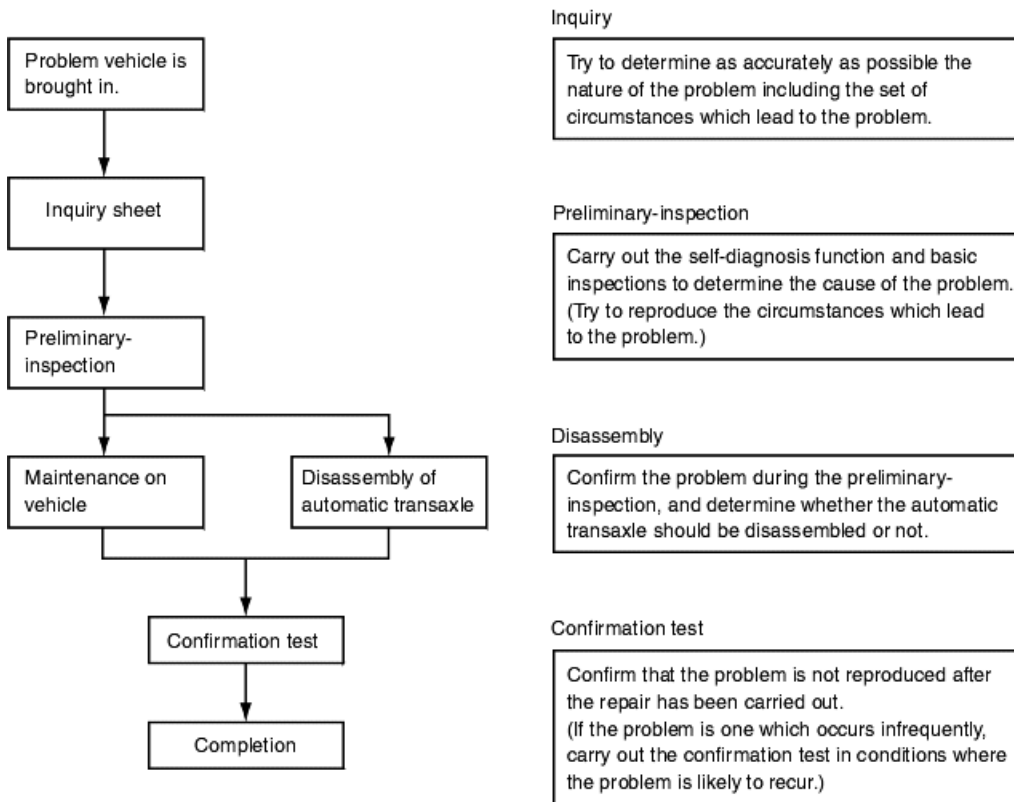 Problem vehicle is
brought in.
Inquiry sheet
Preliminary-
inspection
Maintenance on
vehicle
Disassembly of
automatic transaxle
Confirmation test
Completion
Inquiry
Try to determine as accurately as possible the
nature of the problem including the set of
circumstances which lead to the problem.
Preliminary-inspection
Carry out the self-diagnosis function and basic
inspections to determine the cause of the problem.
(Try to reproduce the circumstances which lead
to the problem.)
Disassembly
Confirm the problem during the preliminary-
inspection, and determine whether the automatic
transaxle should be disassembled or not.
Confirmation test
Confirm that the problem is not reproduced after
the repair has been carried out.
(If the problem is one which occurs infrequently,
carry out the confirmation test in conditions where
the problem is likely to recur.)